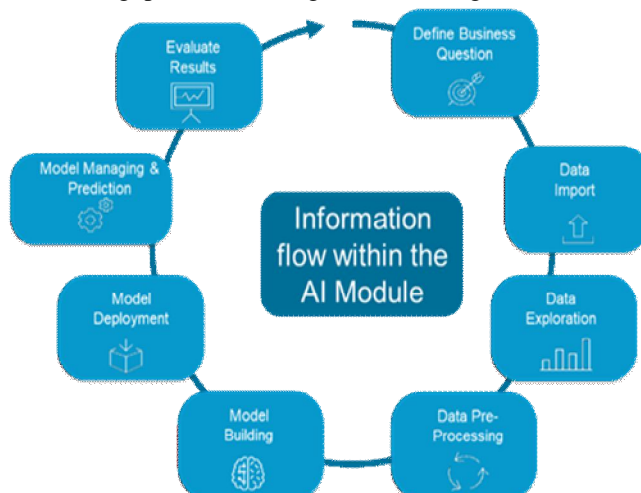 Define Business
Question
Data
Import
Data
Exploration
Data Pre-
Processing
Model
Building
Model
Deployment
Model Managing &
Prediction
Evaluate
Results
Information
flow within the
AI Module